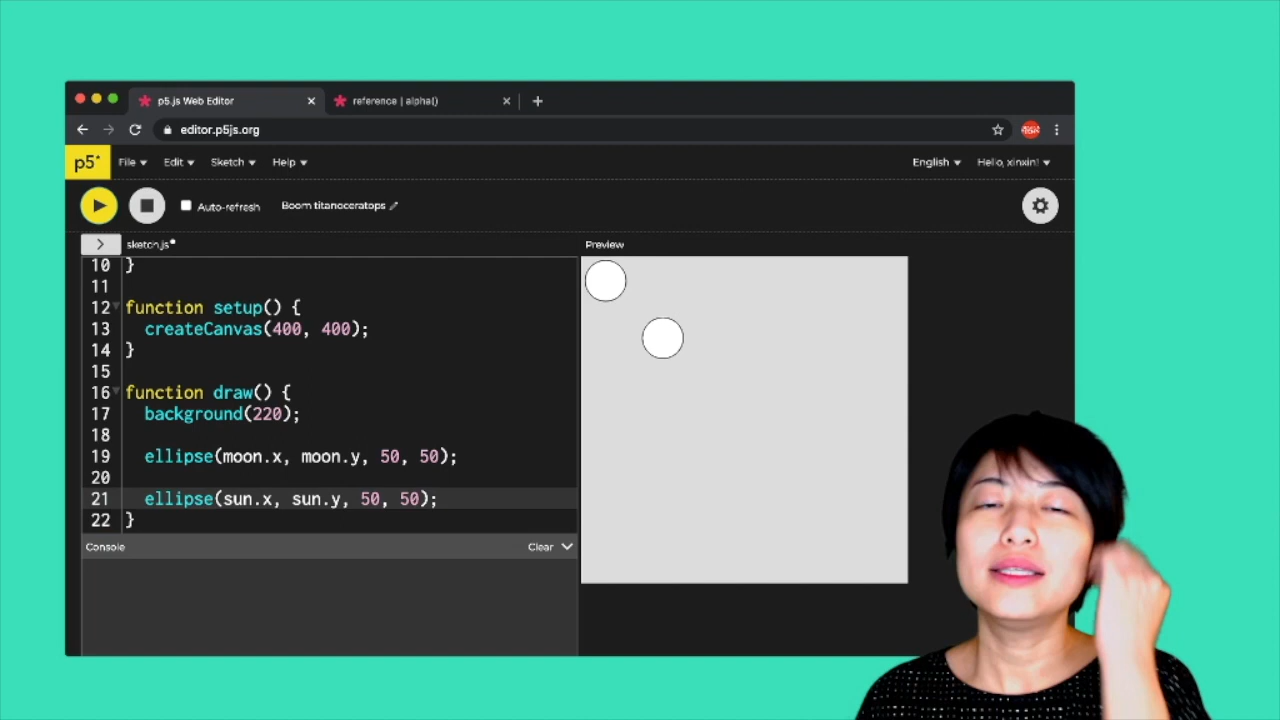 p5.js Web Editor
reference | alpha()
editor.p5js.org
p5*
File
Edit
Sketch
Help
English
Hello, xinxin!
Auto-refresh
Boom titanoceratops
sketch.js
Preview
10 }
11
12 function setup() {
13 createCanvas(400, 400);
14 }
15
16 function draw() {
17 background(220);
18
19 ellipse(moon.x, moon.y, 50, 50);
20
21 ellipse(sun.x, sun.y, 50, 50);
22 }
Console
Clear